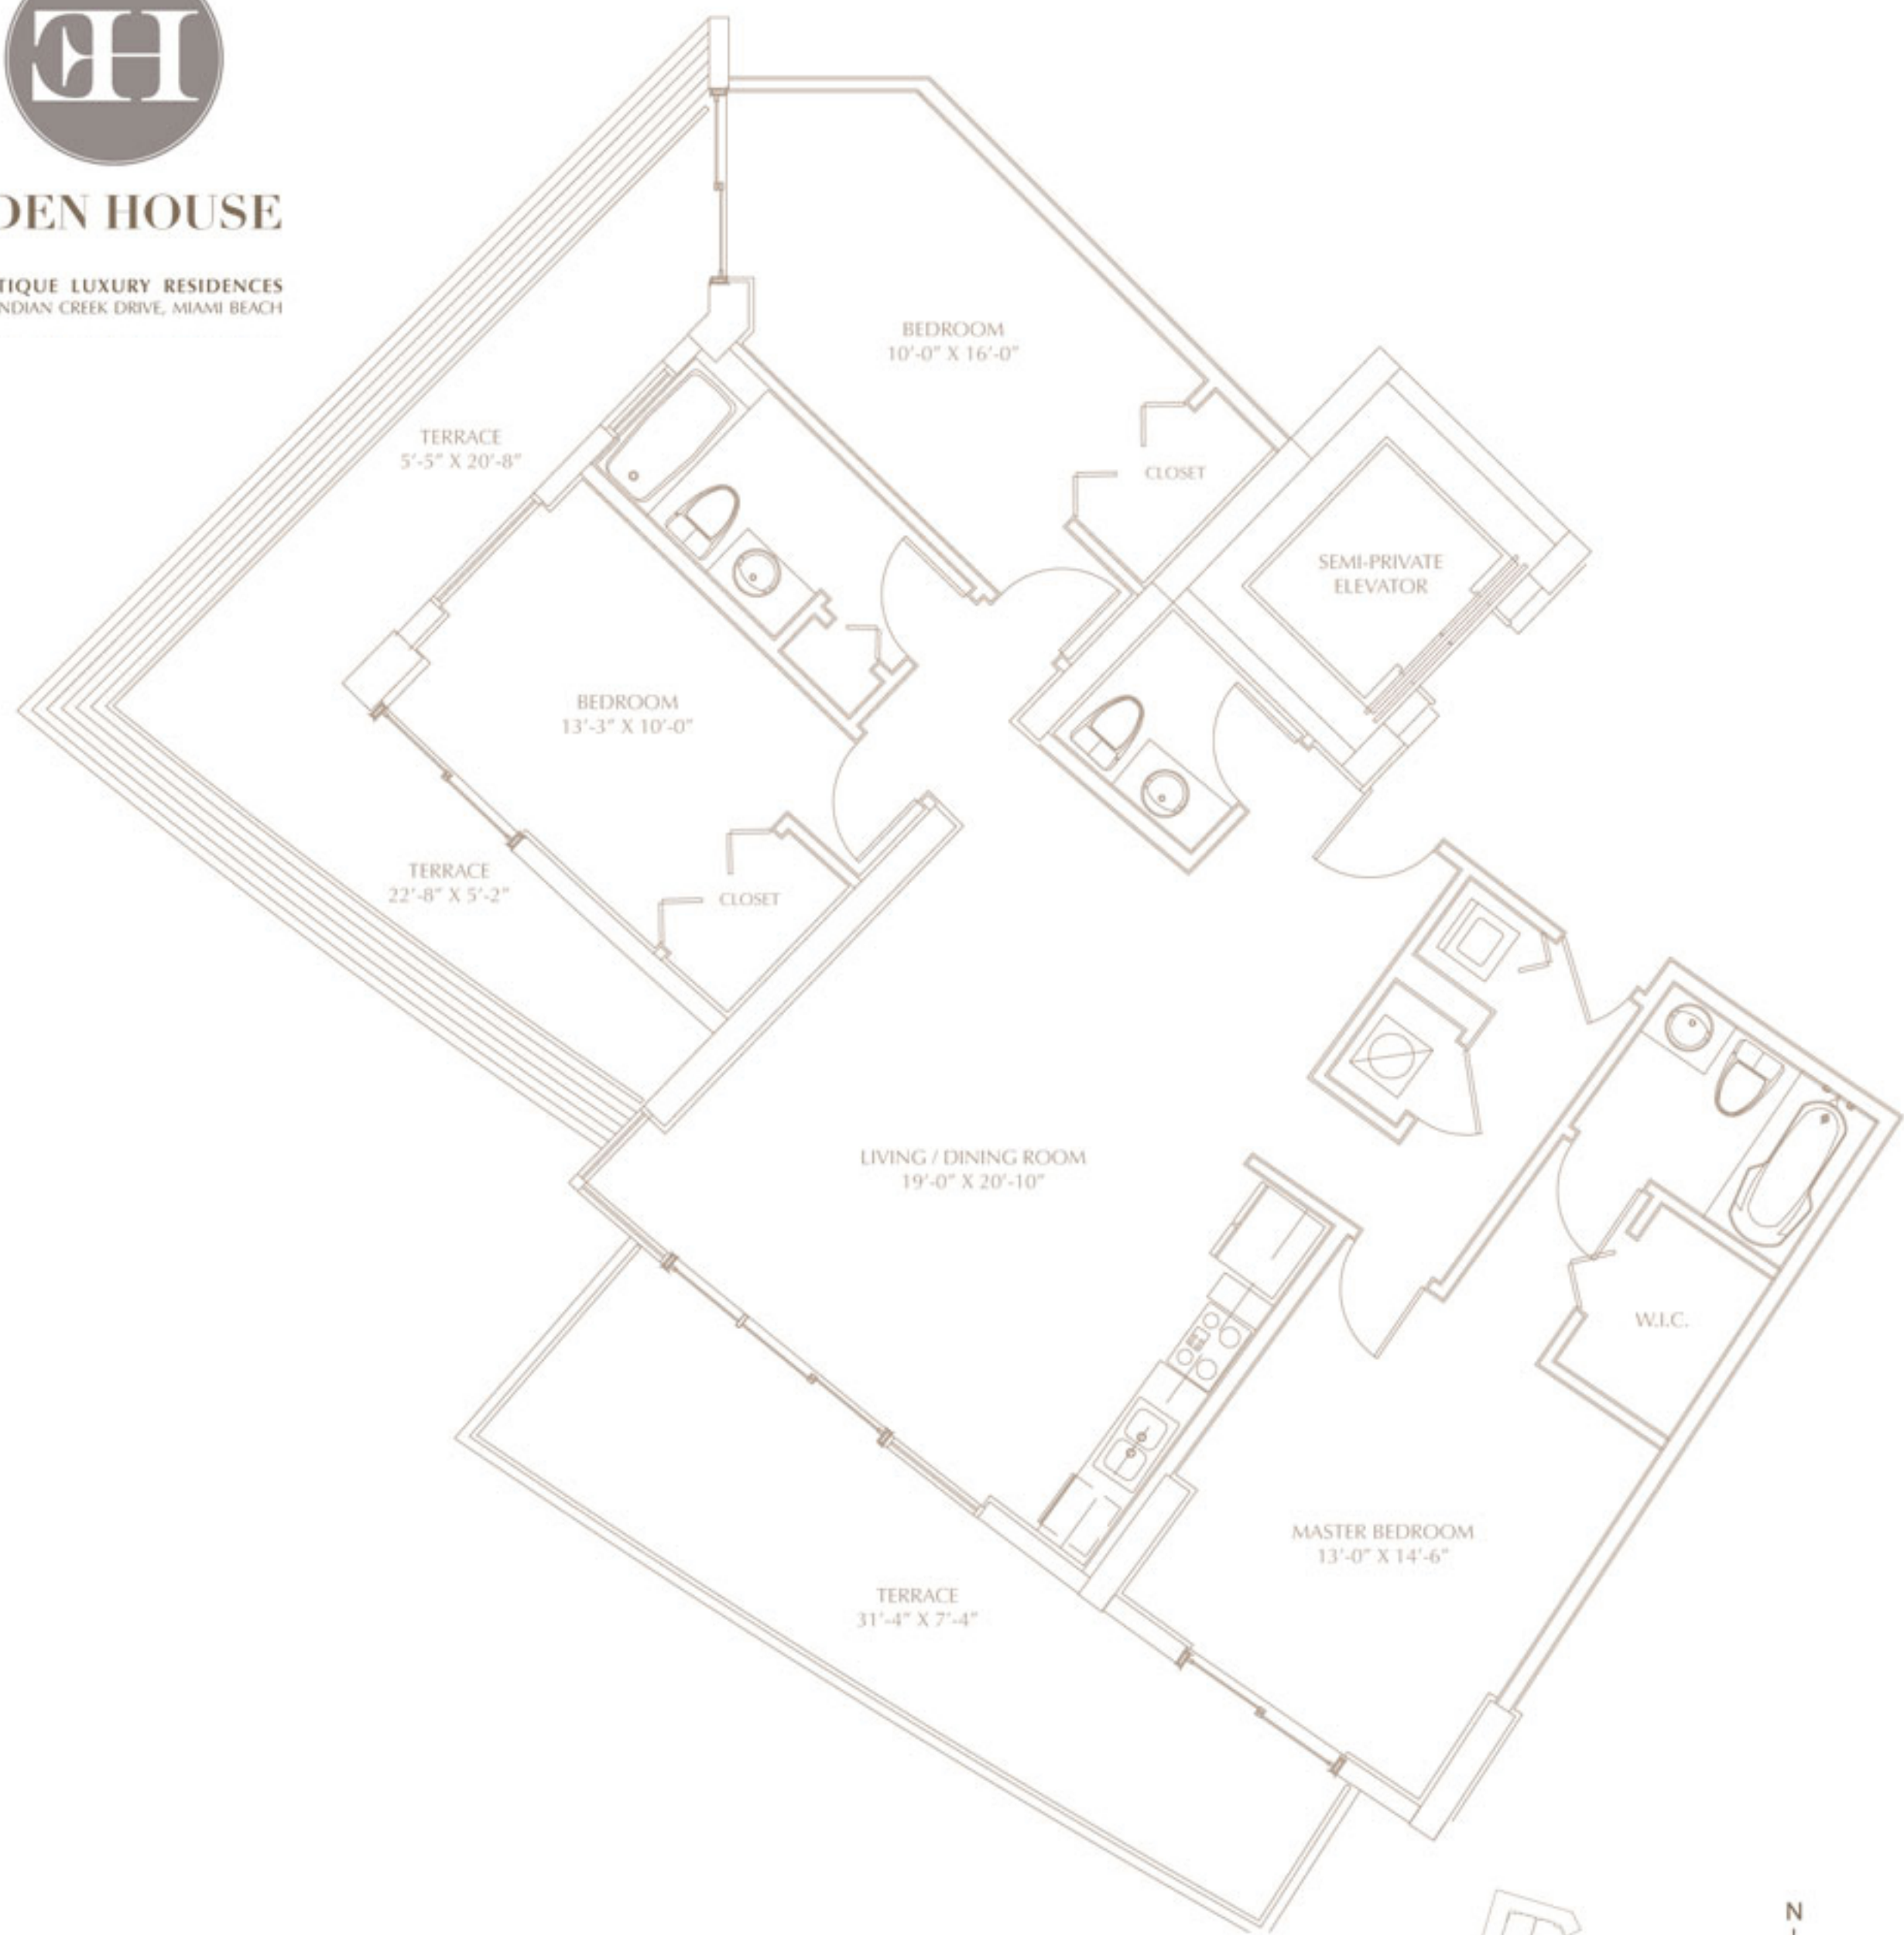 EH
DEN HOUSE
TIQUE LUXURY RESIDENCES
NDIAN CREEK DRIVE, MIAMI BEACH
BEDROOM
10'-0" X 16'-0"
TERRACE
5'-5" X 20'-8"
CLOSET
SEMI-PRIVATE
ELEVATOR
BEDROOM
13'-3" X 10'-0"
TERRACE
22'-8" X 5'-2"
CLOSET
LIVING / DINING ROOM
19'-0" X 20'-10"
W.I.C.
MASTER BEDROOM
13'-0" X 14'-6"
TERRACE
31'-4" X 7'-4"
N